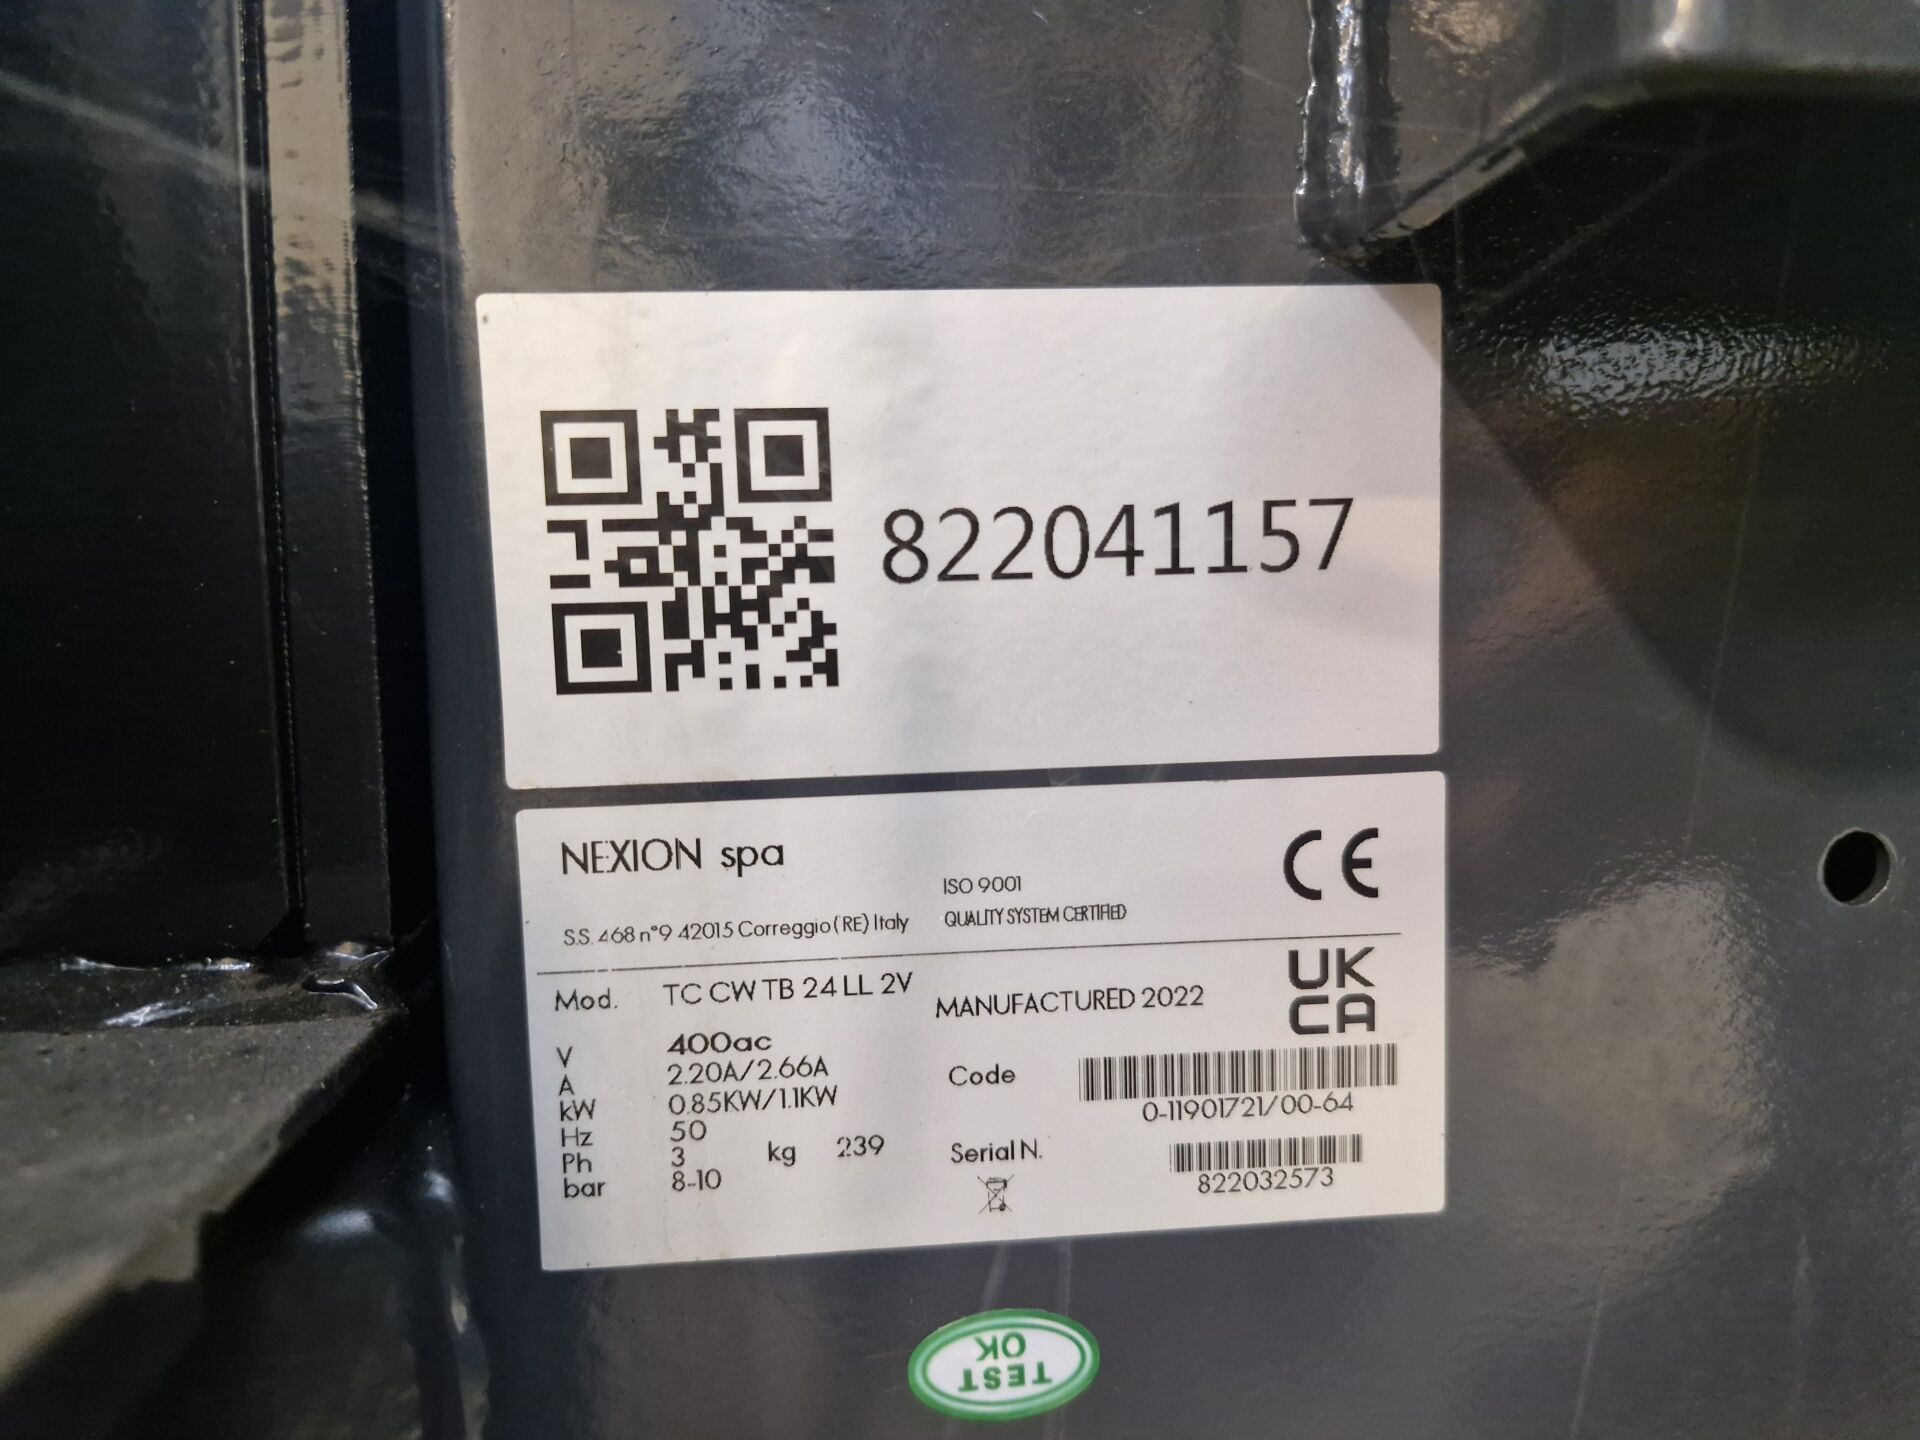 822041157
NEXION spa
S.S. 468 n°9 42015 Correggio (RE) Italy
ISO 9001
QUALITY SYSTEM CERTIFIED
CE
Mod. TC CW TB 24 LL 2V
MANUFACTURED 2022
UK
CA
V 400ac
A 2.20A/2.66A
kW 0.85KW/1.1KW
Hz 50
Ph 3
bar 8-10
kg 239
Code
0-11901721/00-64
Serial N.
822032573
TEST
OK